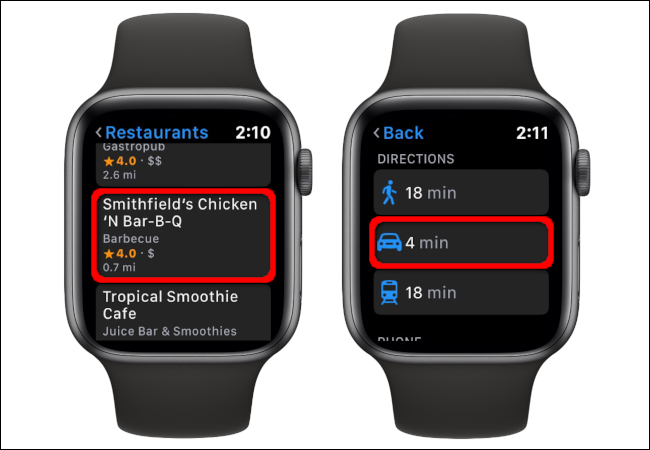 Restaurants 2:10
Gastropub
★4.0 · $$
2.6 mi
Smithfield's Chicken
‘N Bar-B-Q
Barbecue
★4.0 · $
0.7 mi
Tropical Smoothie
Cafe
Juice Bar & Smoothies
Back 2:11
DIRECTIONS
18 min
4 min
18 min
PHONE